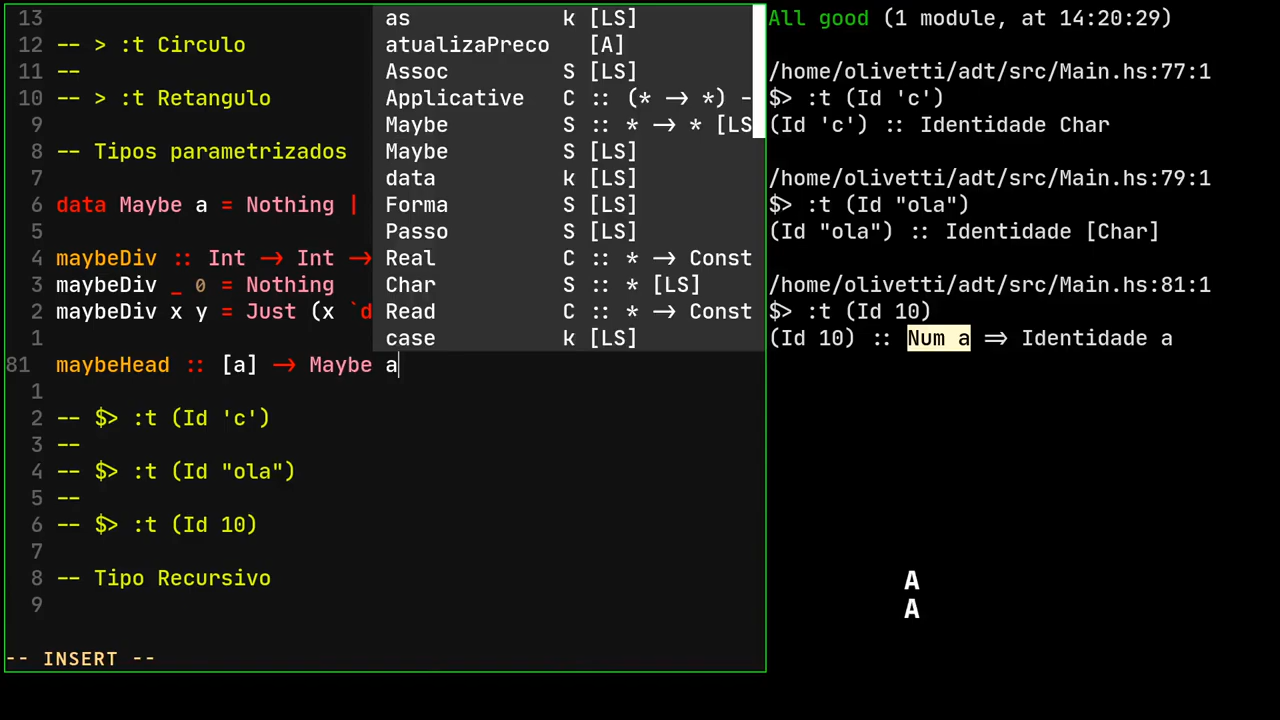 13
12 -- > :t Circulo
11 --
10 -- > :t Retangulo
9
8 -- Tipos parametrizados
7
6 data Maybe a = Nothing |
5
4 maybeDiv :: Int -> Int ->
3 maybeDiv _ 0 = Nothing
2 maybeDiv x y = Just (x `d
1
81 maybeHead :: [a] -> Maybe a
1
2 -- $> :t (Id 'c')
3 --
4 -- $> :t (Id "ola")
5 --
6 -- $> :t (Id 10)
7
8 -- Tipo Recursivo
9
-- INSERT --
as k [LS]
atualizaPreco [A]
Assoc S [LS]
Applicative C :: (* -> *) -
Maybe S :: * -> * [LS
Maybe S [LS]
data k [LS]
Forma S [LS]
Passo S [LS]
Real C :: * -> Const
Char S :: * [LS]
Read C :: * -> Const
case k [LS]
All good (1 module, at 14:20:29)
/home/olivetti/adt/src/Main.hs:77:1
$> :t (Id 'c')
(Id 'c') :: Identidade Char
/home/olivetti/adt/src/Main.hs:79:1
$> :t (Id "ola")
(Id "ola") :: Identidade [Char]
/home/olivetti/adt/src/Main.hs:81:1
$> :t (Id 10)
(Id 10) :: Num a => Identidade a
A
A